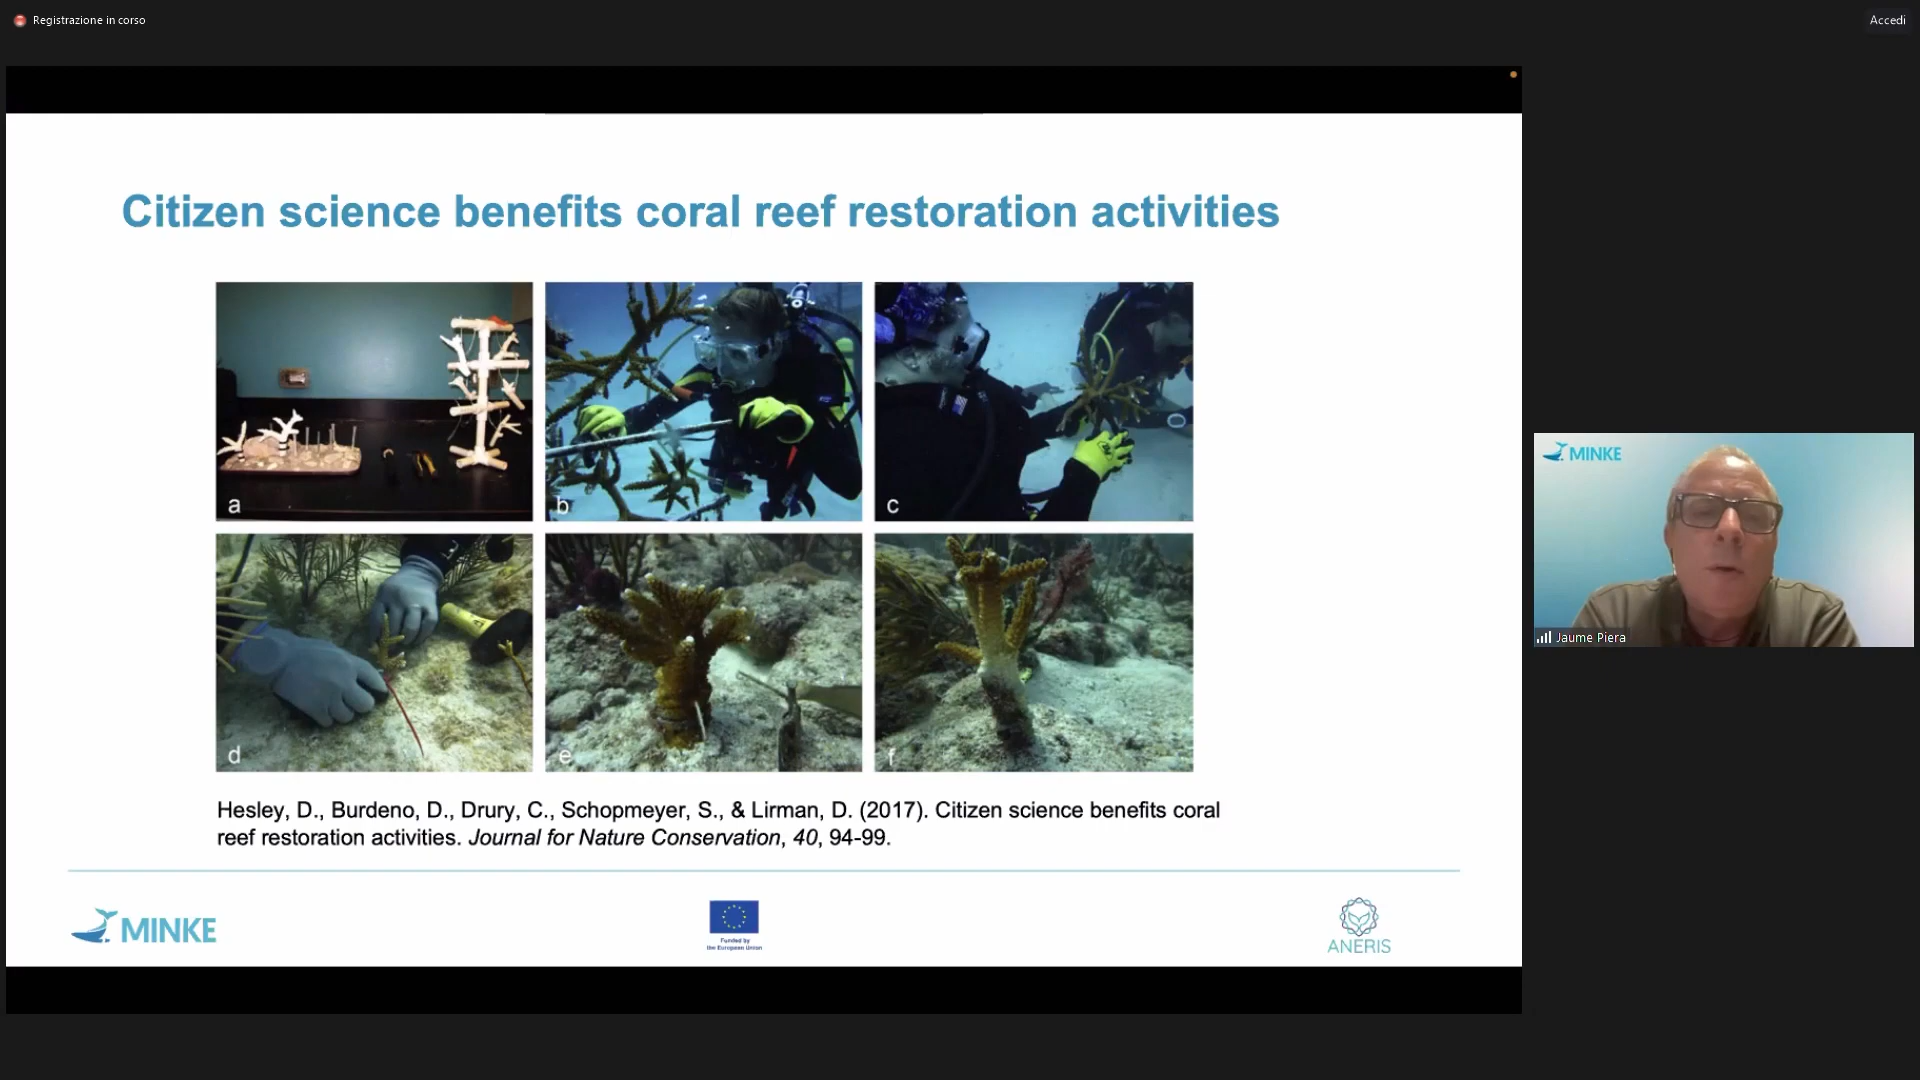 Registrazione in corso
Accedi
Citizen science benefits coral reef restoration activities
a
b
c
d
e
f
Hesley, D., Burdeno, D., Drury, C., Schopmeyer, S., & Lirman, D. (2017). Citizen science benefits coral
reef restoration activities. Journal for Nature Conservation, 40, 94-99.
MINKE
Funded by
the European Union
ANERIS
MINKE
Jaume Piera